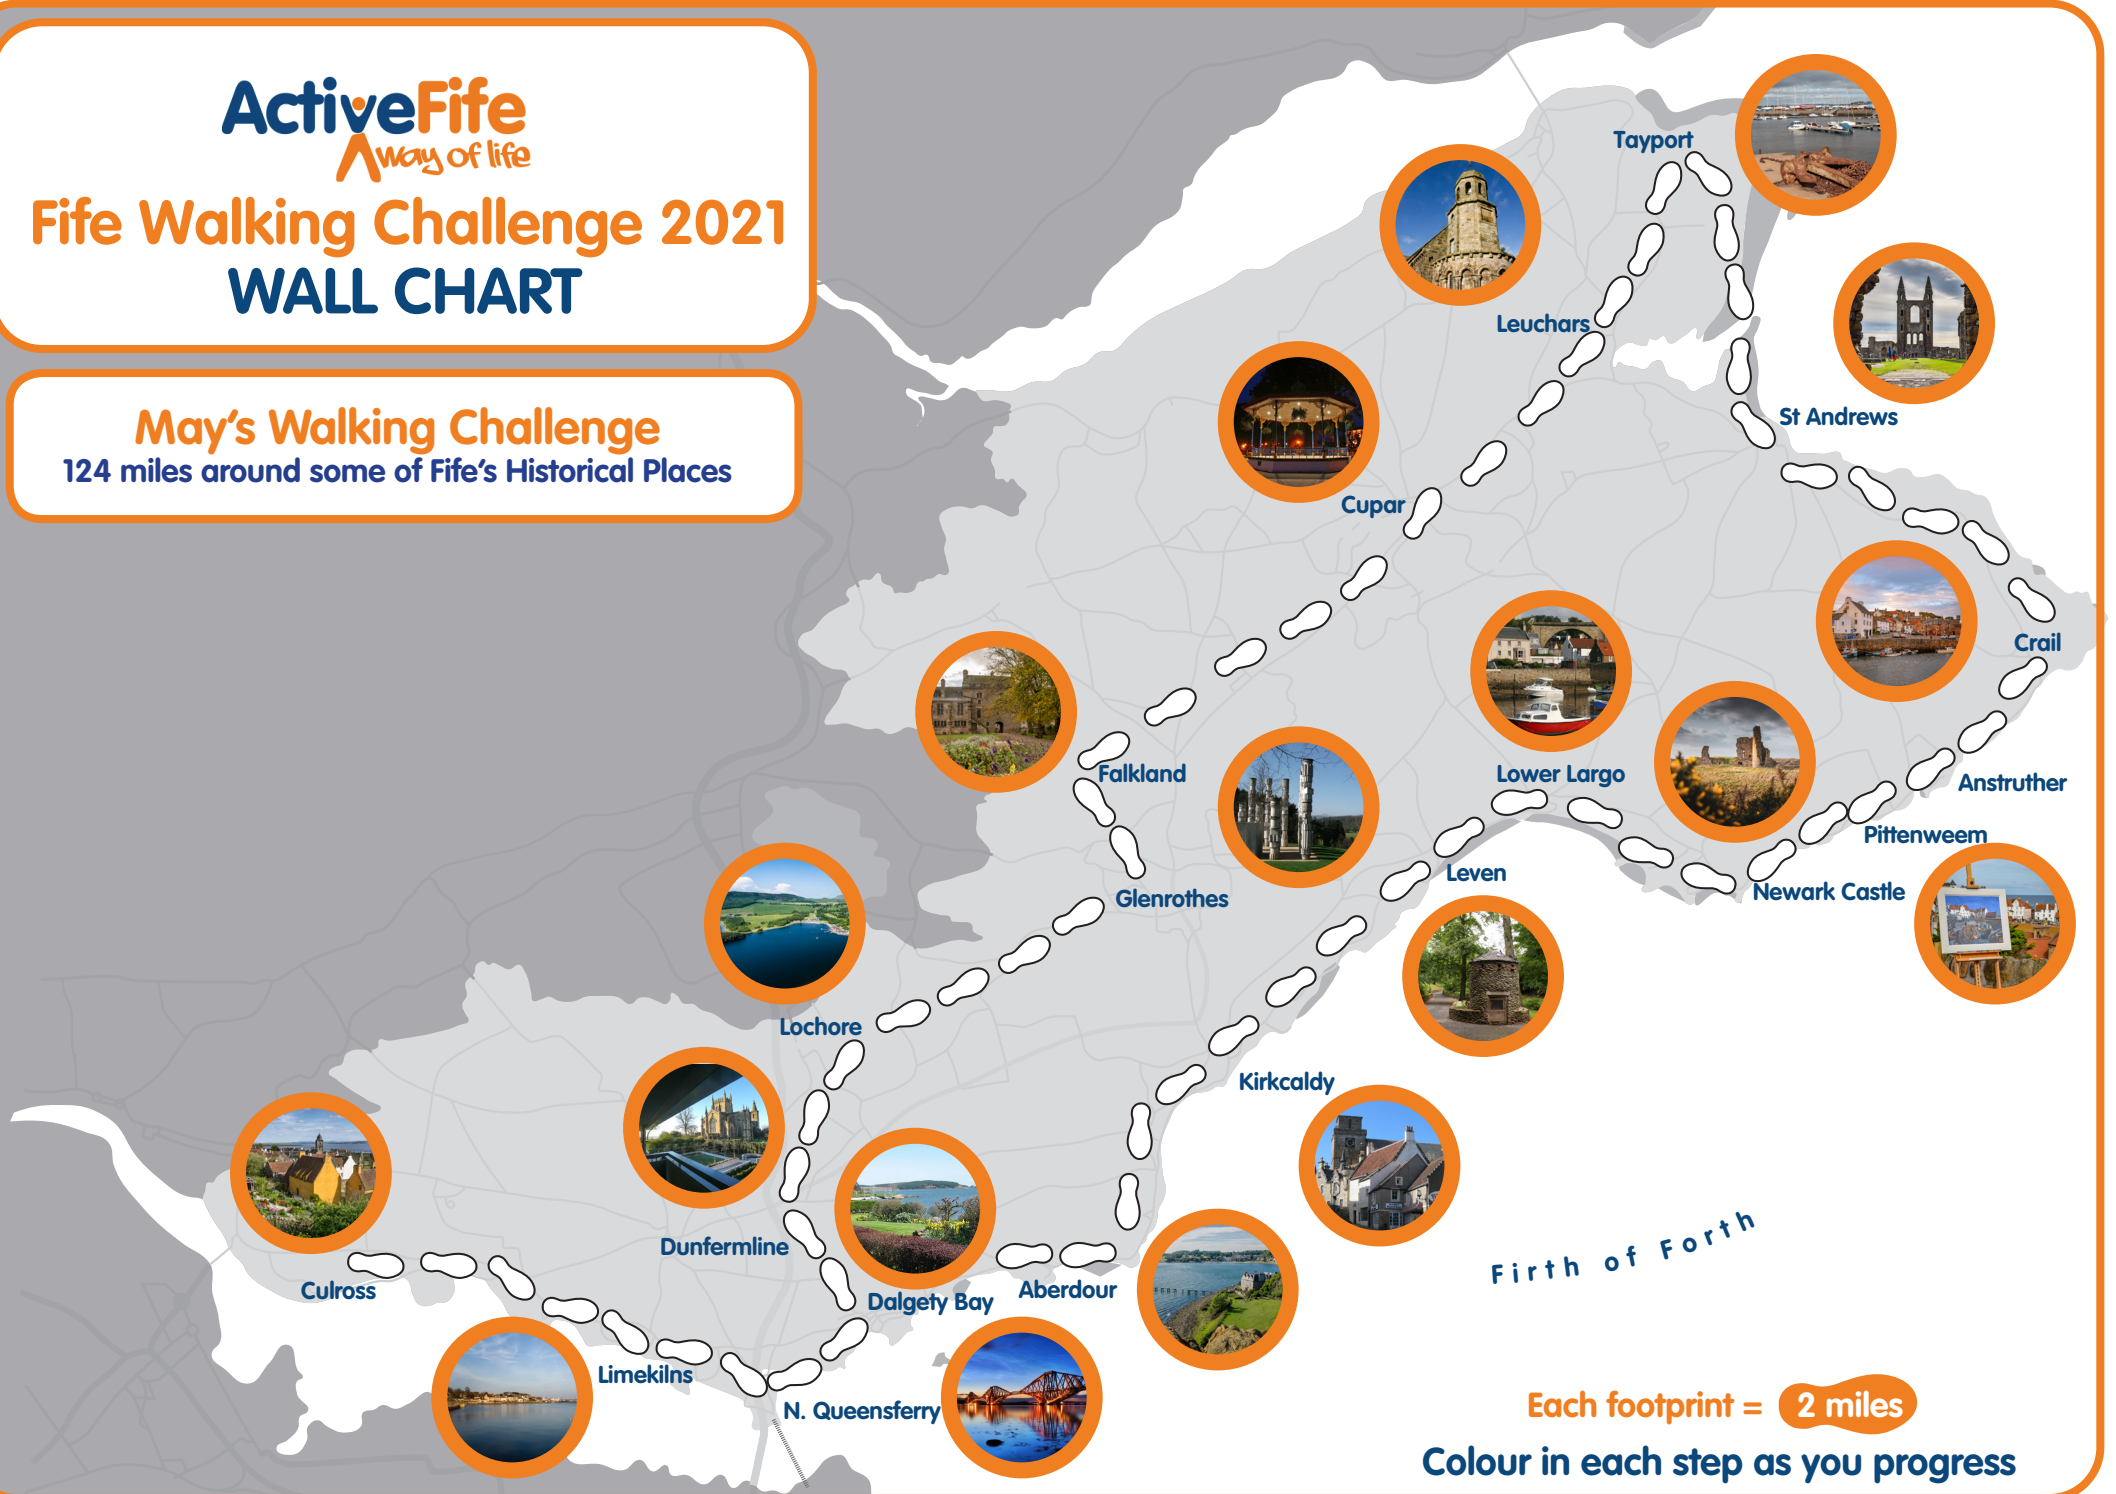 ActiveFife
A way of life
Fife Walking Challenge 2021
WALL CHART
May's Walking Challenge
124 miles around some of Fife's Historical Places
Tayport
Leuchars
St Andrews
Cupar
Crail
Falkland
Lower Largo
Anstruther
Pittenweem
Leven
Newark Castle
Glenrothes
Lochore
Kirkcaldy
Dunfermline
Firth of Forth
Culross
Dalgety Bay
Aberdour
Limekilns
N. Queensferry
Each footprint = 2 miles
Colour in each step as you progress